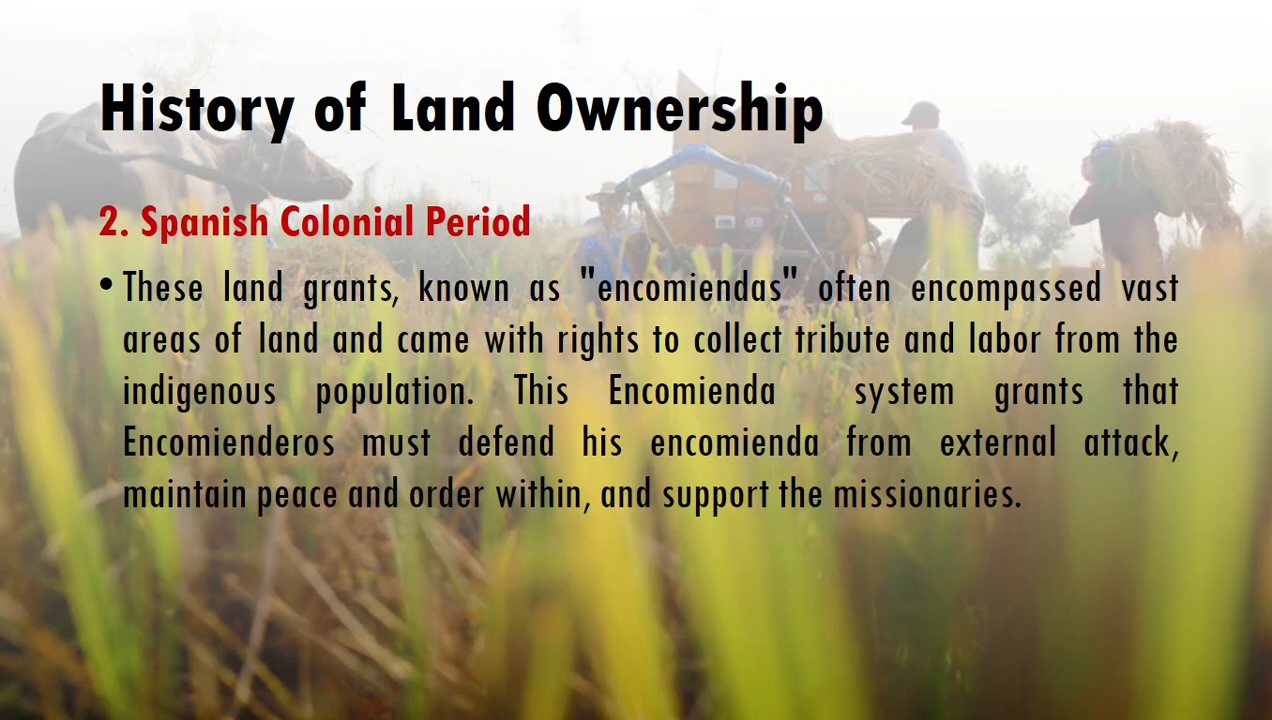 History of Land Ownership
2. Spanish Colonial Period
• These land grants, known as "encomiendas" often encompassed vast
areas of land and came with rights to collect tribute and labor from the
indigenous population. This Encomienda system grants that
Encomienderos must defend his encomienda from external attack,
maintain peace and order within, and support the missionaries.